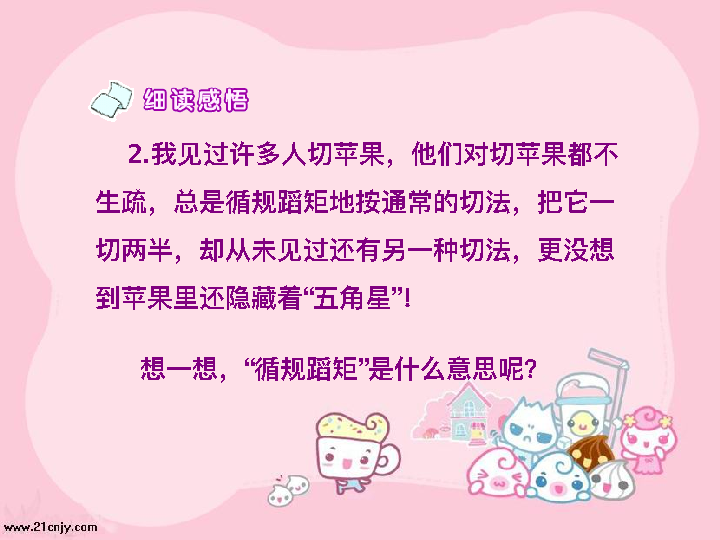 细读感悟
2.我见过许多人切苹果，他们对切苹果都不
生疏，总是循规蹈矩地按通常的切法，把它一
切两半，却从未见过还有另一种切法，更没想
到苹果里还隐藏着“五角星”!
想一想，“循规蹈矩”是什么意思呢?
www.21cnjy.com